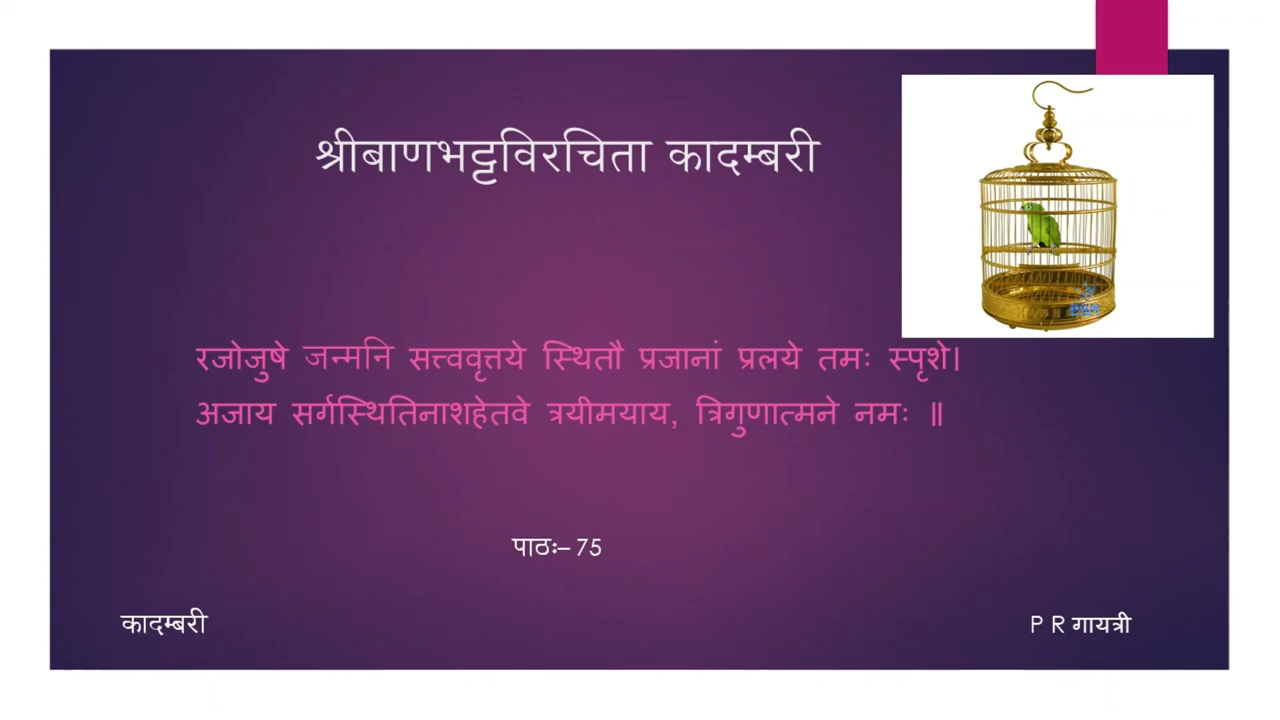 श्रीबाणभट्टविरचिता कादम्बरी
रजोजुषे जन्मनि सत्त्ववृत्तये स्थितौ प्रजानां प्रलये तमः स्पृशे।
अजाय सर्गस्थितिनाशहेतवे त्रयीमयाय, त्रिगुणात्मने नमः ॥
पाठः– 75
कादम्बरी
P R गायत्री